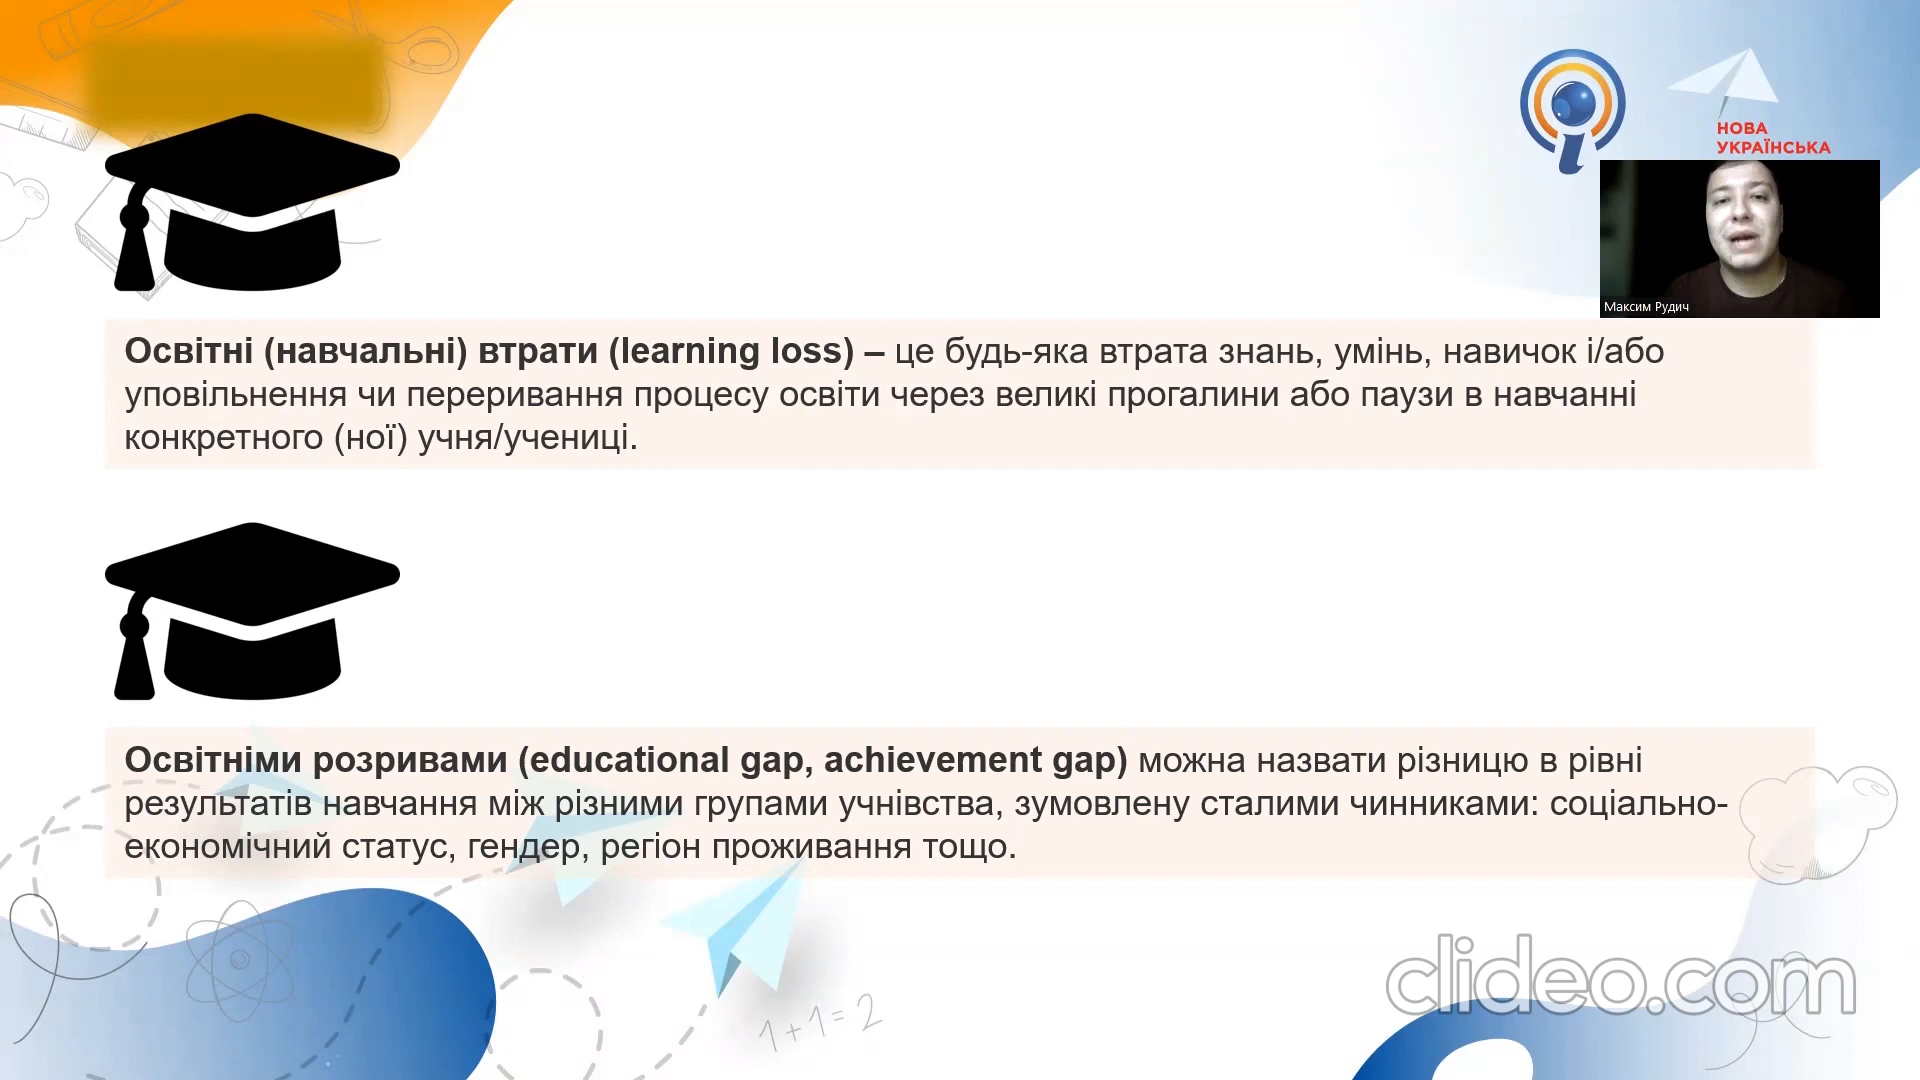 НОВА
УКРАЇНСЬКА
Максим Рудич
Освітні (навчальні) втрати (learning loss) – це будь-яка втрата знань, умінь, навичок і/або
уповільнення чи переривання процесу освіти через великі прогалини або паузи в навчанні
конкретного (ної) учня/учениці.
Освітніми розривами (educational gap, achievement gap) можна назвати різницю в рівні
результатів навчання між різними групами учнівства, зумовлену сталими чинниками: соціально-
економічний статус, гендер, регіон проживання тощо.
1+1=2
clideo.com